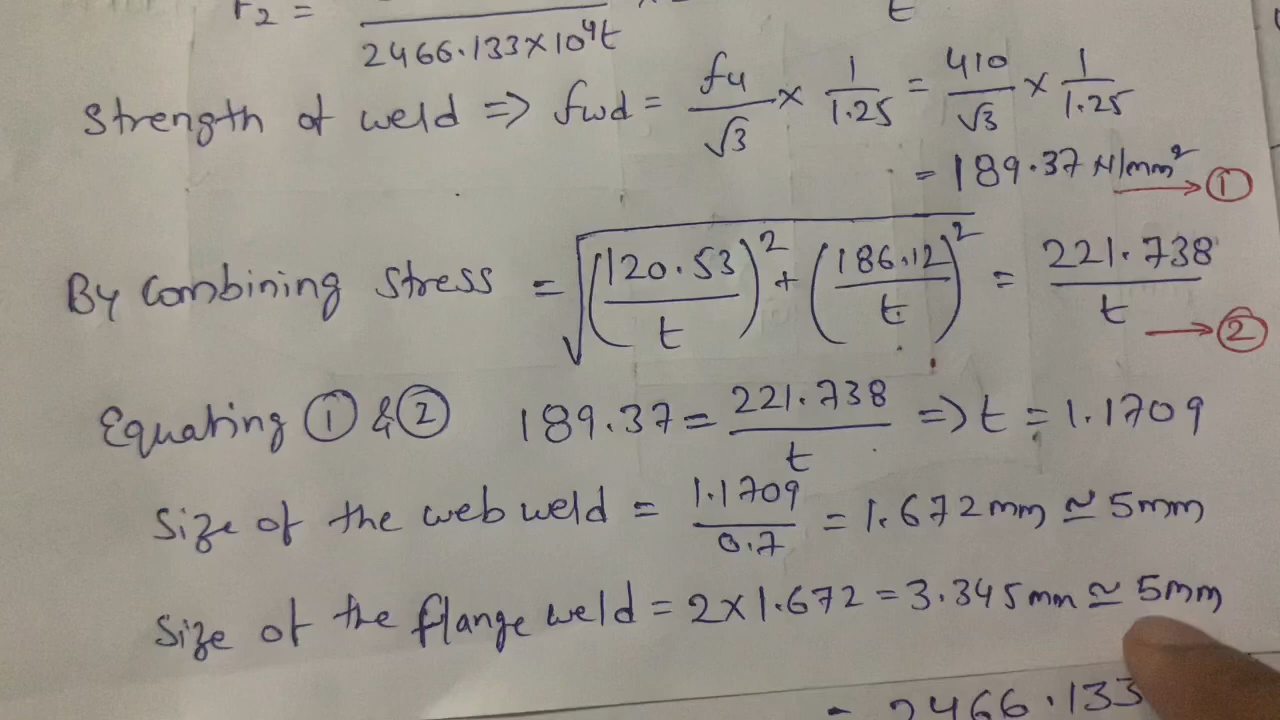 r₂ =
2466.133×10⁴t t
Strength of weld => fwd = fu/√3 × 1/1.25 = 410/√3 × 1/1.25
= 189.37 N/mm² → ①
By Combining stress = √((120.53/t)² + (186.12/t)²) = 221.738/t → ②
Equating ① & ② 189.37 = 221.738/t => t = 1.1709
Size of the web weld = 1.1709/0.7 = 1.672mm ≃ 5mm
Size of the flange weld = 2×1.672 = 3.345mm ≃ 5mm
= 2466.133